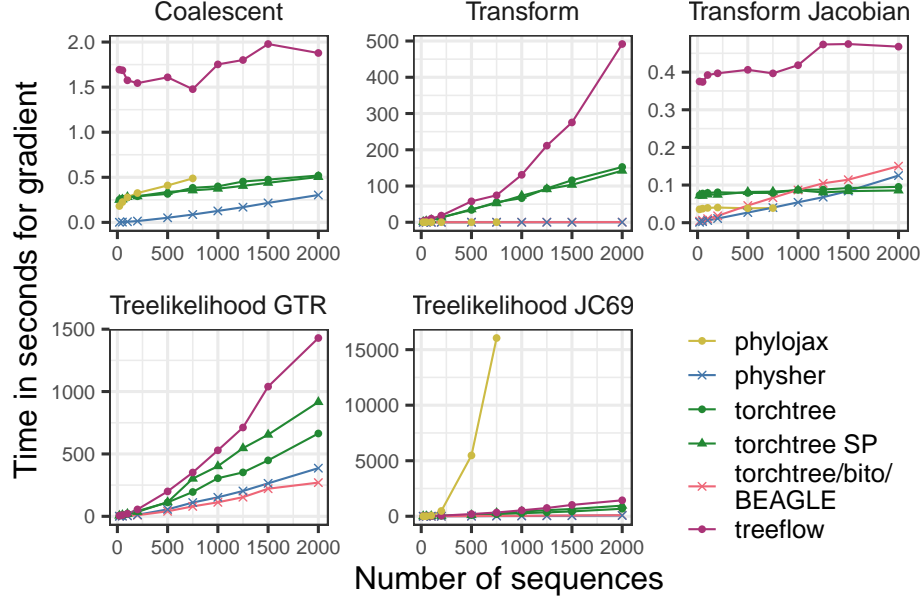 Coalescent
Transform
Transform Jacobian
2.0
1.5
1.0
0.5
0.0
0 500 1000 1500 2000
500
400
300
200
100
0
0 500 1000 1500 2000
0.4
0.3
0.2
0.1
0.0
0 500 1000 1500 2000
Time in seconds for gradient
Treelikelihood GTR
Treelikelihood JC69
1500
1000
500
0
0 500 1000 1500 2000
15000
10000
5000
0
0 500 1000 1500 2000
phylojax
physher
torchtree
torchtree SP
torchtree/bito/
BEAGLE
treeflow
Number of sequences